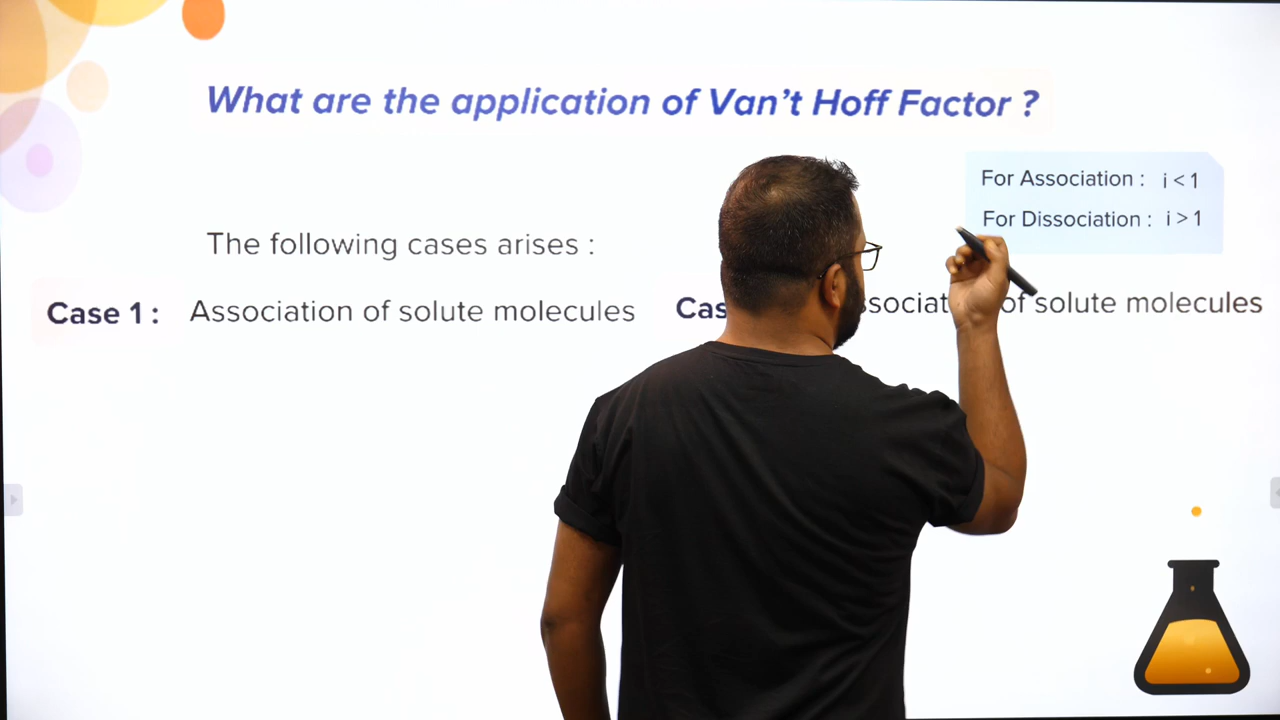 What are the application of Van't Hoff Factor ?
For Association : i < 1
For Dissociation : i > 1
The following cases arises :
Case 1 : Association of solute molecules
of solute molecules